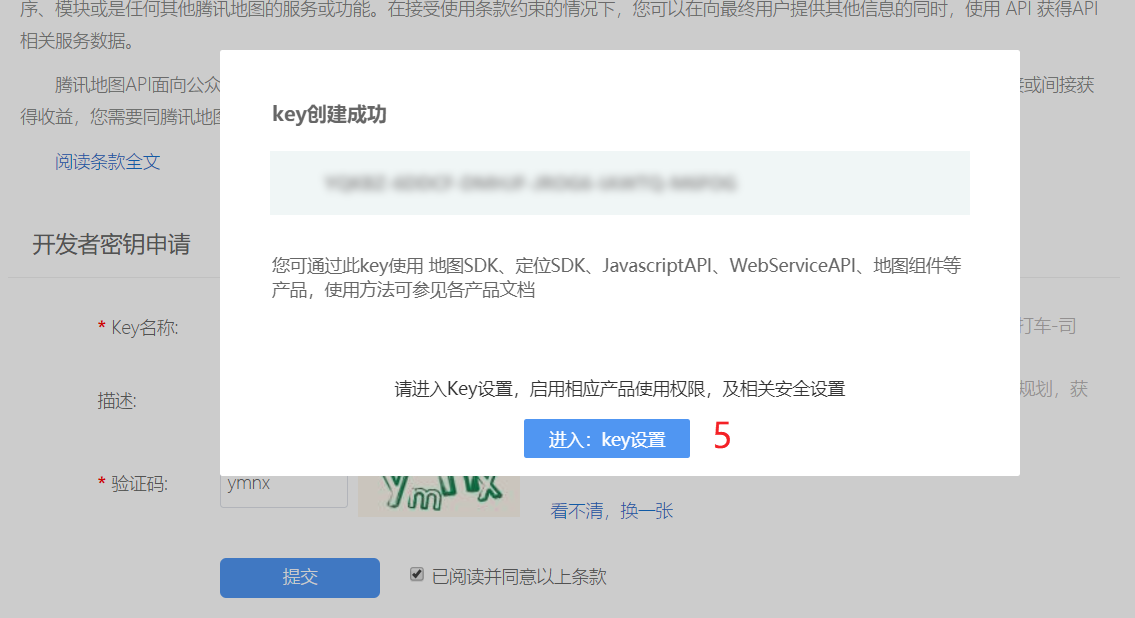 序、模块或是任何其他腾讯地图的服务或功能。在接受使用条款约束的情况下，您可以在向最终用户提供其他信息的同时，使用 API 获得API
相关服务数据。
腾讯地图API面向公众
接或间接获
得收益，您需要同腾讯地图
阅读条款全文
key创建成功
您可通过此key使用 地图SDK、定位SDK、JavascriptAPI、WebServiceAPI、地图组件等
产品，使用方法可参见各产品文档
请进入Key设置，启用相应产品使用权限，及相关安全设置
进入：key设置
5
开发者密钥申请
* Key名称:
打车-司
描述:
规划，获
* 验证码:
ymnx
ymnx
看不清，换一张
提交
已阅读并同意以上条款